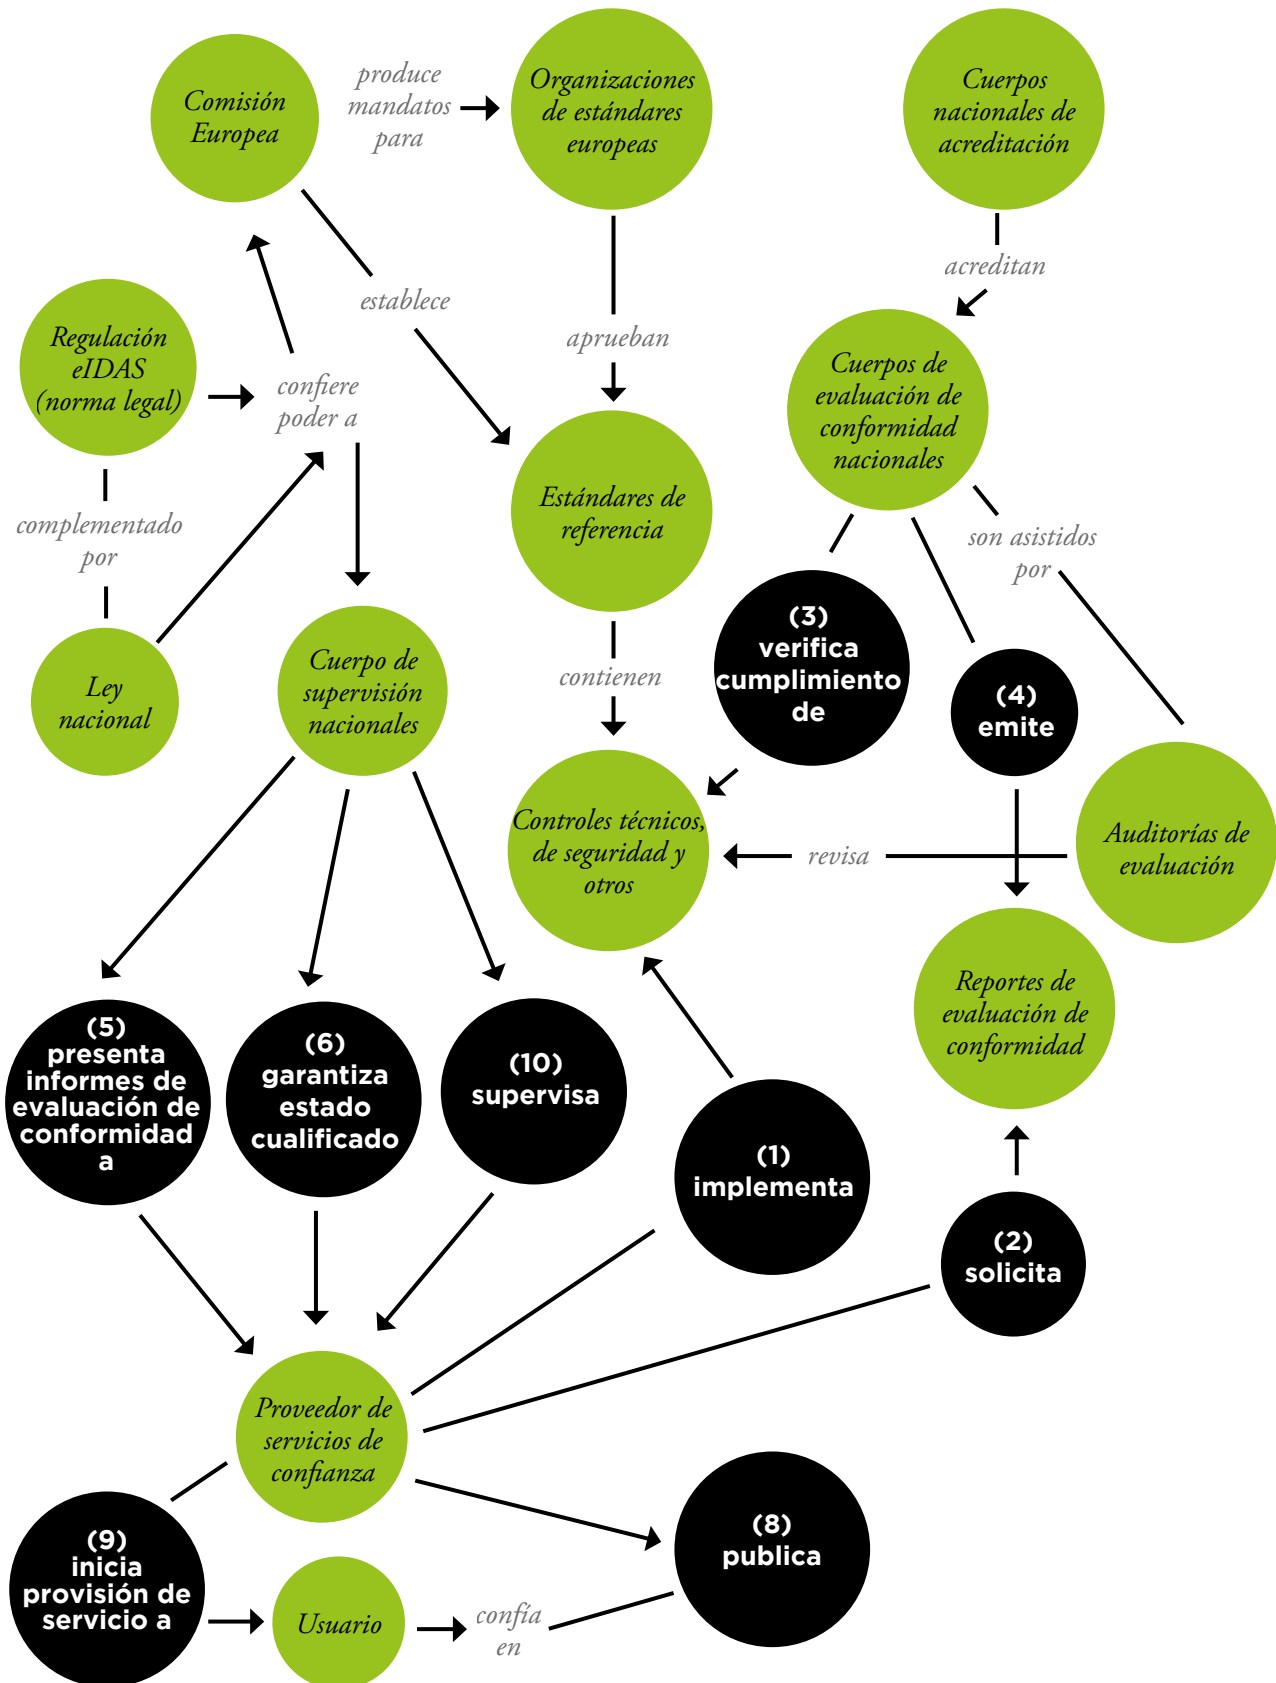 Comisión
Europea
produce
mandatos
para
Organizaciones
de estándares
europeas
Cuerpos
nacionales de
acreditación
acreditan
establece
Regulación
eIDAS
(norma legal)
confiere
poder a
aprueban
Cuerpos de
evaluación de
conformidad
nacionales
complementado
por
Estándares de
referencia
son asistidos
por
Ley
nacional
Cuerpo de
supervisión
nacionales
contienen
(3)
verifica
cumplimiento
de
(4)
emite
Controles técnicos,
de seguridad y
otros
revisa
Auditorías de
evaluación
Reportes de
evaluación de
conformidad
(5)
presenta
informes de
evaluación de
conformidad
a
(6)
garantiza
estado
cualificado
(10)
supervisa
(1)
implementa
(2)
solicita
Proveedor de
servicios de
confianza
(9)
inicia
provisión de
servicio a
Usuario
confía
en
(8)
publica